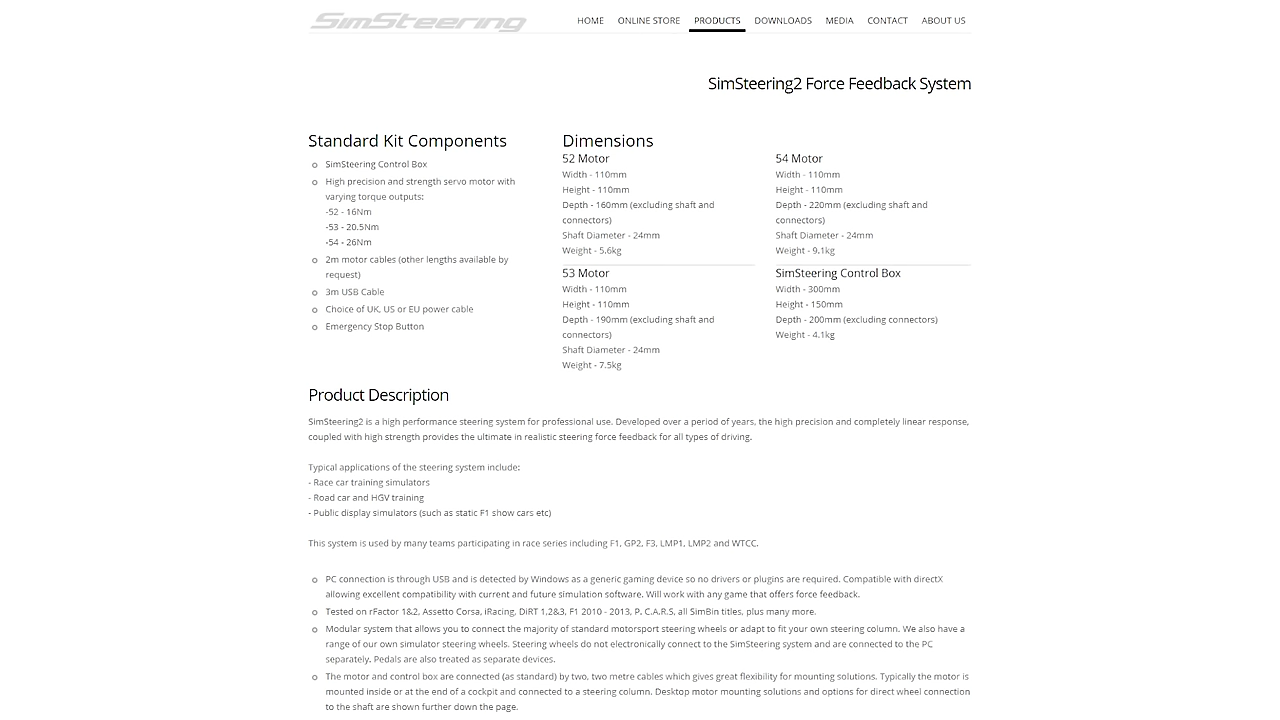 SimSteering
HOME ONLINE STORE PRODUCTS DOWNLOADS MEDIA CONTACT ABOUT US
SimSteering2 Force Feedback System
Standard Kit Components
SimSteering Control Box
High precision and strength servo motor with
varying torque outputs:
-52 - 16Nm
-53 - 20.5Nm
-54 - 26Nm
2m motor cables (other lengths available by
request)
3m USB Cable
Choice of UK, US or EU power cable
Emergency Stop Button
Dimensions
52 Motor
Width - 110mm
Height - 110mm
Depth - 160mm (excluding shaft and
connectors)
Shaft Diameter - 24mm
Weight - 5.6kg
53 Motor
Width - 110mm
Height - 110mm
Depth - 190mm (excluding shaft and
connectors)
Shaft Diameter - 24mm
Weight - 7.5kg
54 Motor
Width - 110mm
Height - 110mm
Depth - 220mm (excluding shaft and
connectors)
Shaft Diameter - 24mm
Weight - 9.1kg
SimSteering Control Box
Width - 300mm
Height - 150mm
Depth - 200mm (excluding connectors)
Weight - 4.1kg
Product Description
SimSteering2 is a high performance steering system for professional use. Developed over a period of years, the high precision and completely linear response,
coupled with high strength provides the ultimate in realistic steering force feedback for all types of driving.
Typical applications of the steering system include:
- Race car training simulators
- Road car and HGV training
- Public display simulators (such as static F1 show cars etc)
This system is used by many teams participating in race series including F1, GP2, F3, LMP1, LMP2 and WTCC.
PC connection is through USB and is detected by Windows as a generic gaming device so no drivers or plugins are required. Compatible with directX
allowing excellent compatibility with current and future simulation software. Will work with any game that offers force feedback.
Tested on rFactor 1&2, Assetto Corsa, iRacing, DiRT 1,2&3, F1 2010 - 2013, P. C.A.R.S, all SimBin titles, plus many more.
Modular system that allows you to connect the majority of standard motorsport steering wheels or adapt to fit your own steering column. We also have a
range of our own simulator steering wheels. Steering wheels do not electronically connect to the SimSteering system and are connected to the PC
separately. Pedals are also treated as separate devices.
The motor and control box are connected (as standard) by two, two metre cables which gives great flexibility for mounting solutions. Typically the motor is
mounted inside or at the end of a cockpit and connected to a steering column. Desktop motor mounting solutions and options for direct wheel connection
to the shaft are shown further down the page.